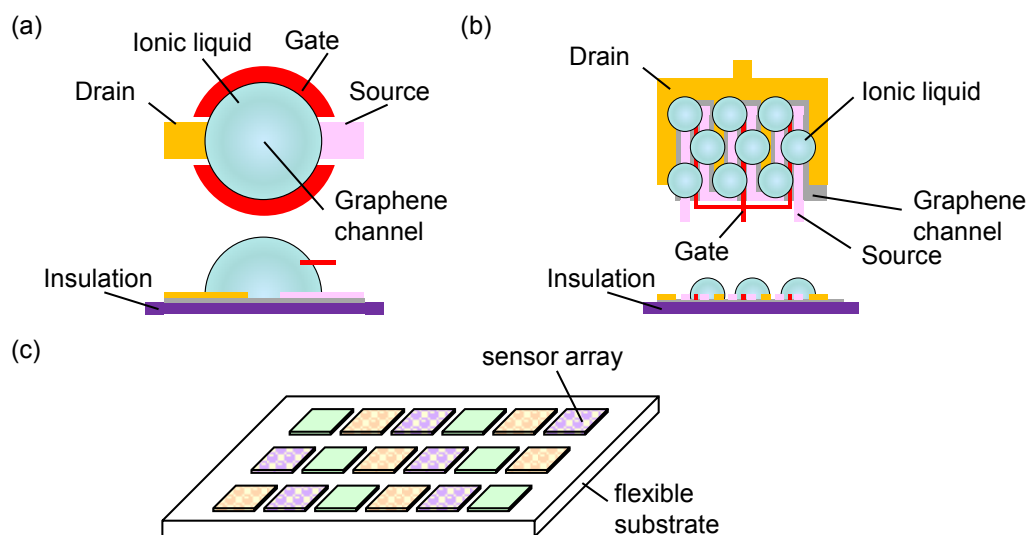 (a)
Ionic liquid
Gate
Drain
Source
Graphene
channel
Insulation
(b)
Drain
Ionic liquid
Graphene
channel
Gate
Source
Insulation
(c)
sensor array
flexible
substrate